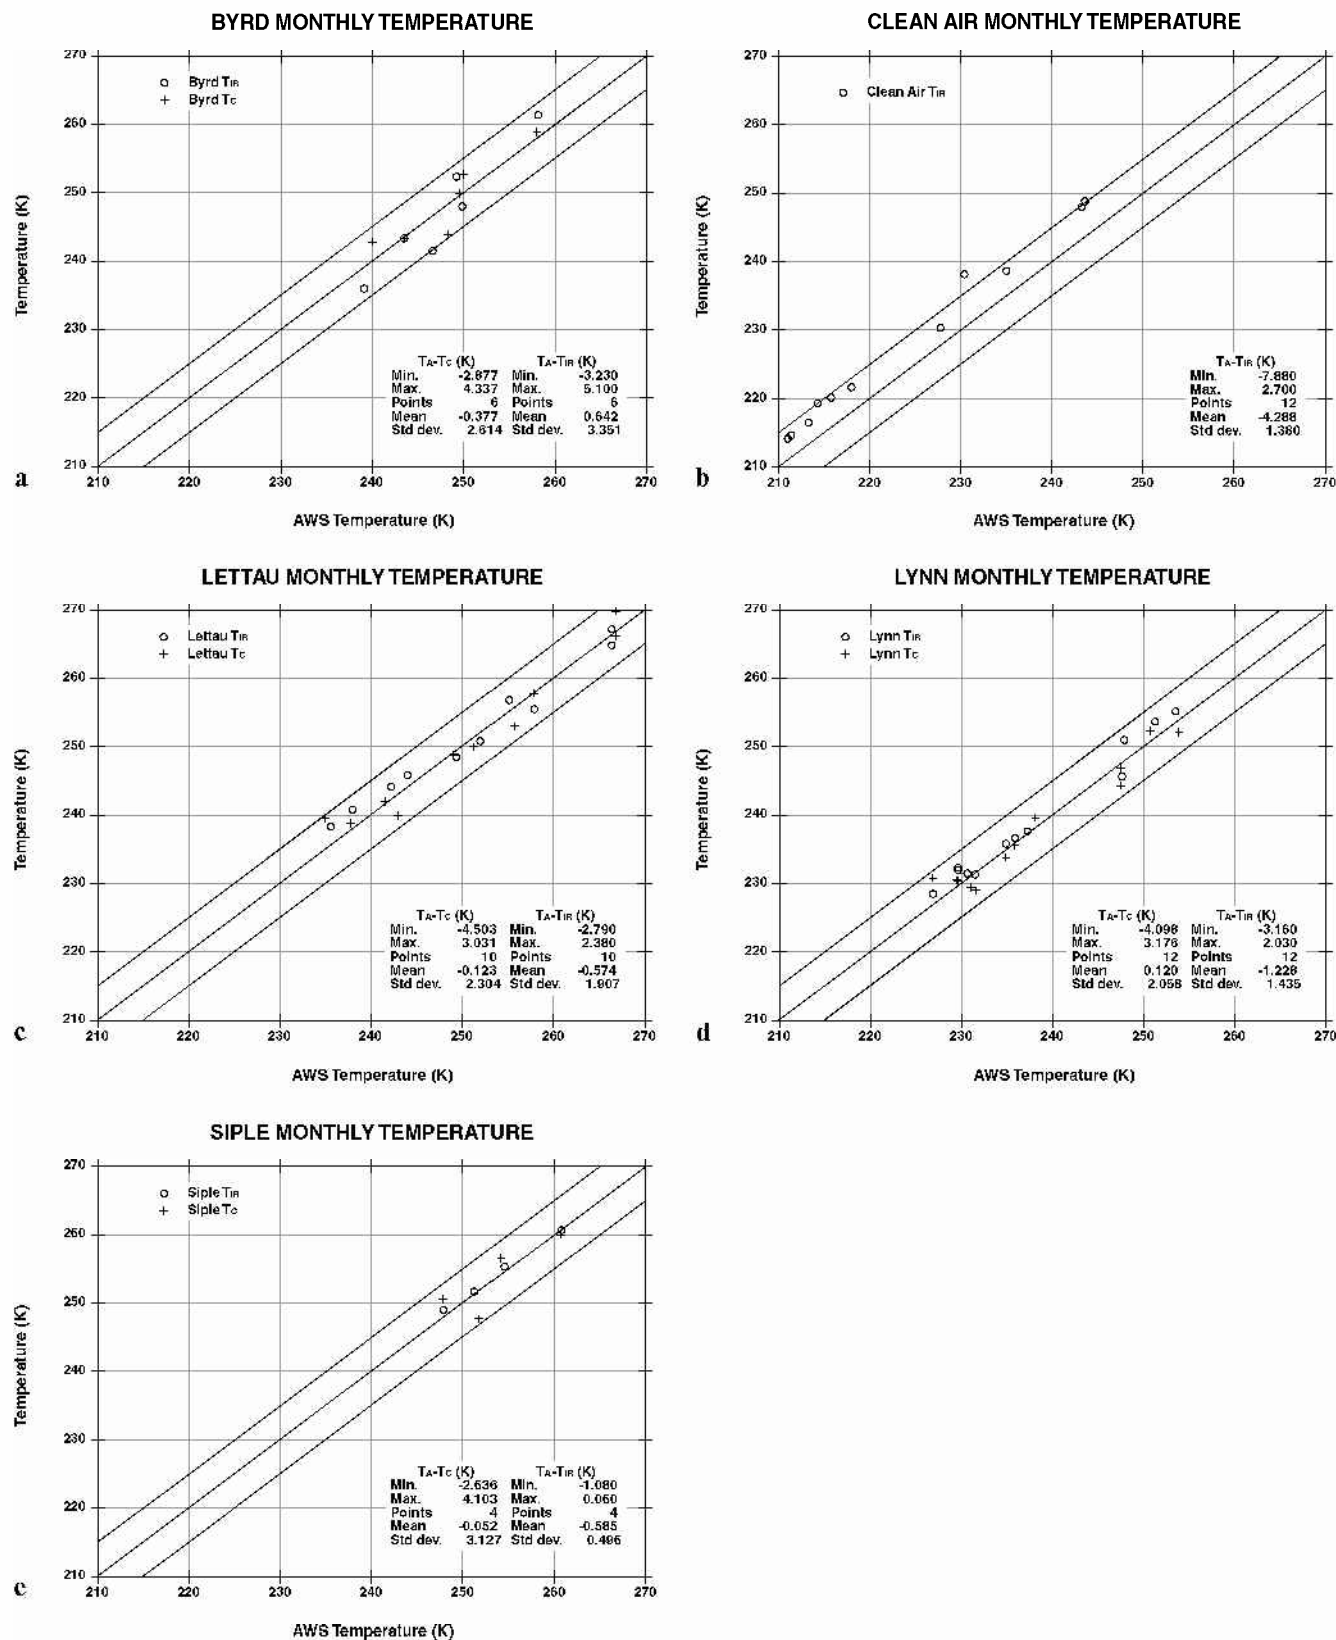 BYRD MONTHLY TEMPERATURE
270
260
250
240
230
220
210
Temperature (K)
Byrd TIR
Byrd TC
TA-TC (K) TA-TIR (K)
Min. -2.877 Min. -3.230
Max. 4.337 Max. 5.100
Points 6 Points 6
Mean -0.377 Mean 0.642
Std dev. 2.614 Std dev. 3.351
210 220 230 240 250 260 270
a
AWS Temperature (K)
CLEAN AIR MONTHLY TEMPERATURE
270
260
250
240
230
220
210
Temperature (K)
Clean Air TIR
TA-TIR (K)
Min. -7.880
Max. 2.700
Points 12
Mean -4.288
Std dev. 1.380
210 220 230 240 250 260 270
b
AWS Temperature (K)
LETTAU MONTHLY TEMPERATURE
270
260
250
240
230
220
210
Temperature (K)
Lettau TIR
Lettau TC
TA-TC (K) TA-TIR (K)
Min. -4.503 Min. -2.790
Max. 3.031 Max. 2.380
Points 10 Points 10
Mean -0.123 Mean -0.574
Std dev. 2.304 Std dev. 1.907
210 220 230 240 250 260 270
c
AWS Temperature (K)
LYNN MONTHLY TEMPERATURE
270
260
250
240
230
220
210
Temperature (K)
Lynn TIR
Lynn TC
TA-TC (K) TA-TIR (K)
Min. -4.096 Min. -3.160
Max. 3.176 Max. 2.030
Points 12 Points 12
Mean 0.120 Mean -1.228
Std dev. 2.058 Std dev. 1.435
210 220 230 240 250 260 270
d
AWS Temperature (K)
SIPLE MONTHLY TEMPERATURE
270
260
250
240
230
220
210
Temperature (K)
Siple TIR
Siple TC
TA-TC (K) TA-TIR (K)
Min. -2.636 Min. -1.080
Max. 4.103 Max. 0.060
Points 4 Points 4
Mean -0.052 Mean -0.585
Std dev. 3.127 Std dev. 0.495
210 220 230 240 250 260 270
e
AWS Temperature (K)